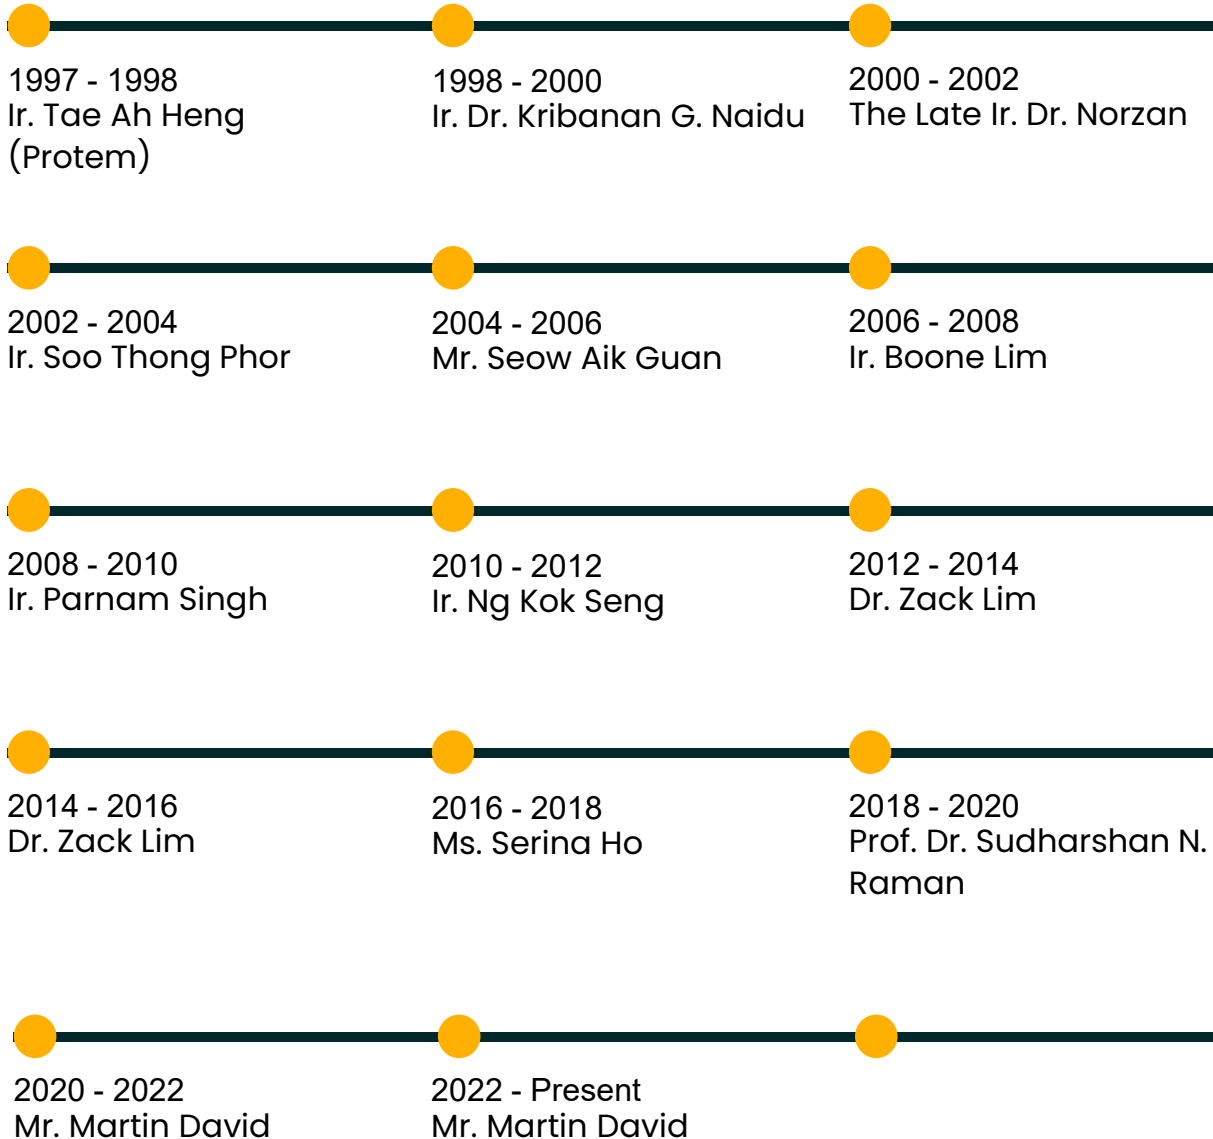 1997 - 1998
Ir. Tae Ah Heng
(Protem)
1998 - 2000
Ir. Dr. Kribanan G. Naidu
2000 - 2002
The Late Ir. Dr. Norzan
2002 - 2004
Ir. Soo Thong Phor
2004 - 2006
Mr. Seow Aik Guan
2006 - 2008
Ir. Boone Lim
2008 - 2010
Ir. Parnam Singh
2010 - 2012
Ir. Ng Kok Seng
2012 - 2014
Dr. Zack Lim
2014 - 2016
Dr. Zack Lim
2016 - 2018
Ms. Serina Ho
2018 - 2020
Prof. Dr. Sudharshan N.
Raman
2020 - 2022
Mr. Martin David
2022 - Present
Mr. Martin David